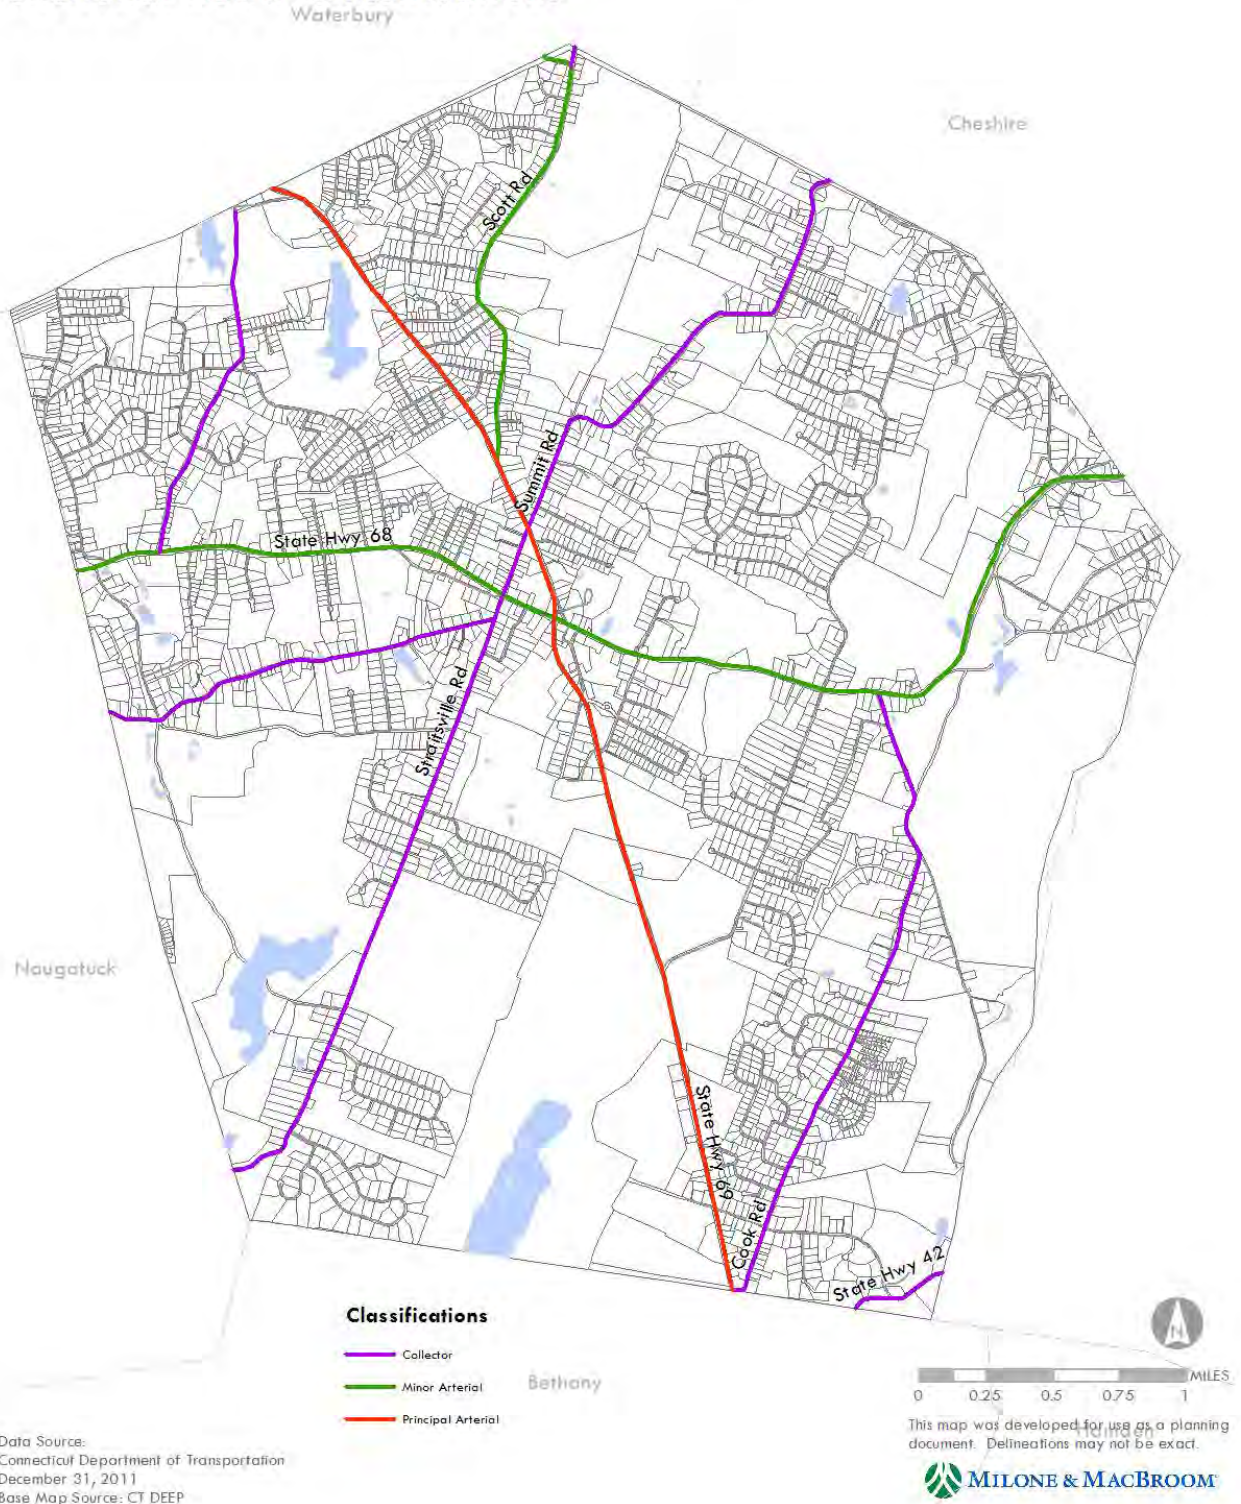 Waterbury
Cheshire
Scott Rd
Summit Rd
State Hwy 68
Straitsville Rd
Naugatuck
State Hwy 69
Cook Rd
State Hwy 42
Classifications
Collector
Minor Arterial
Principal Arterial
Bethany
N
MILES
0 0.25 0.5 0.75 1
Hamden
This map was developed for use as a planning
document. Delineations may not be exact.
MILONE & MACBROOM
Data Source:
Connecticut Department of Transportation
December 31, 2011
Base Map Source: CT DEEP